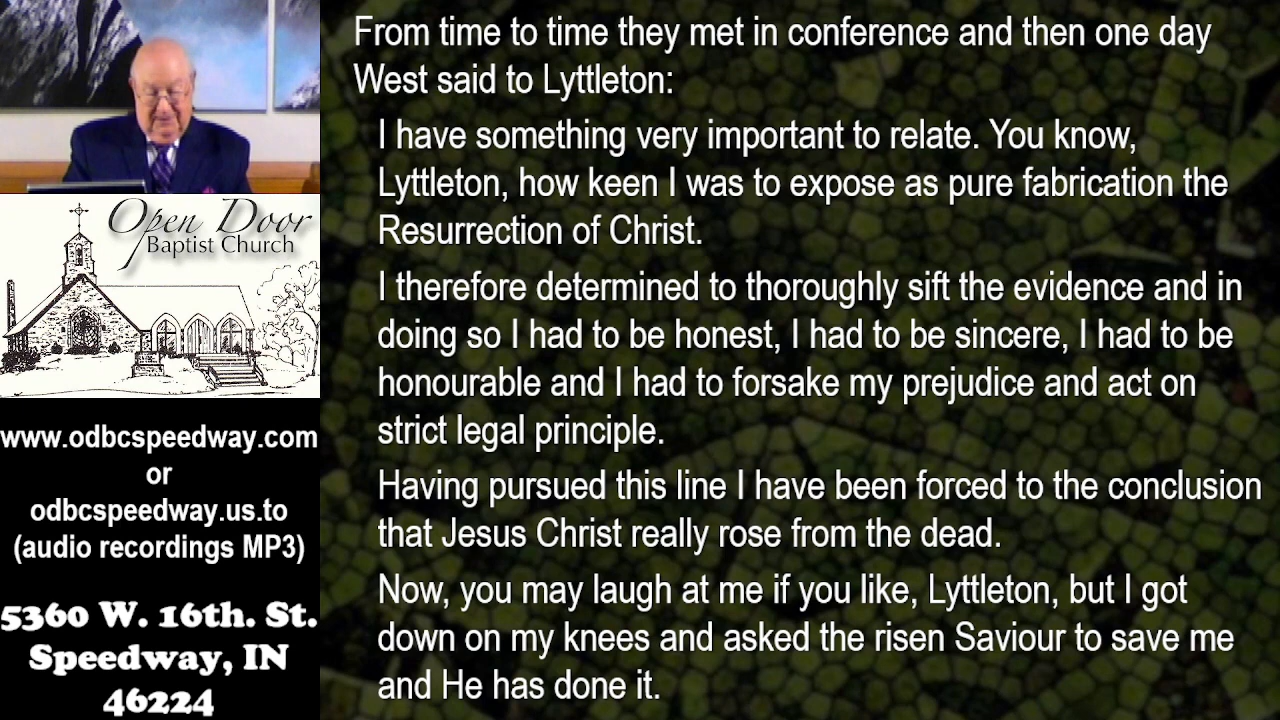 Open Door
Baptist Church
www.odbcspeedway.com
or
odbcspeedway.us.to
(audio recordings MP3)
5360 W. 16th. St.
Speedway, IN
46224
From time to time they met in conference and then one day
West said to Lyttleton:
I have something very important to relate. You know,
Lyttleton, how keen I was to expose as pure fabrication the
Resurrection of Christ.
I therefore determined to thoroughly sift the evidence and in
doing so I had to be honest, I had to be sincere, I had to be
honourable and I had to forsake my prejudice and act on
strict legal principle.
Having pursued this line I have been forced to the conclusion
that Jesus Christ really rose from the dead.
Now, you may laugh at me if you like, Lyttleton, but I got
down on my knees and asked the risen Saviour to save me
and He has done it.